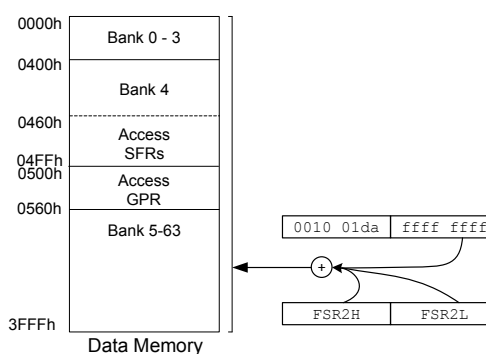 0000h
Bank 0 - 3
0400h
Bank 4
0460h
Access
SFRs
04FFh
0500h
Access
GPR
0560h
Bank 5-63
3FFFh
Data Memory
0010 01da ffff ffff
+
FSR2H FSR2L